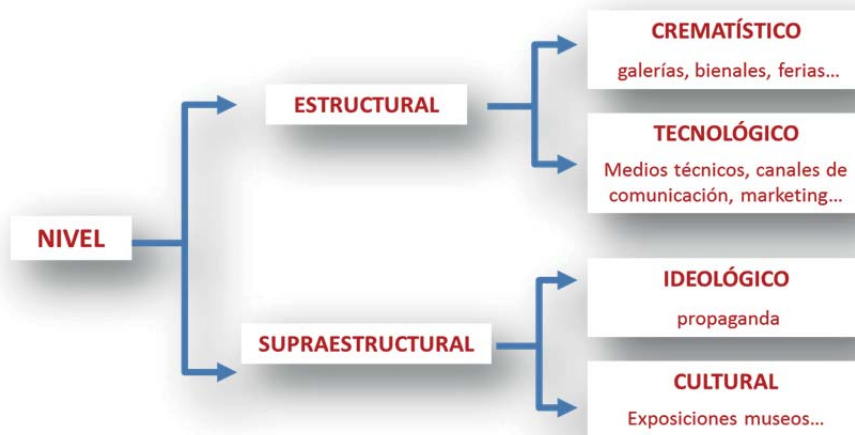 NIVEL
ESTRUCTURAL
CREMATÍSTICO
galerías, bienales, ferias...
TECNOLÓGICO
Medios técnicos, canales de
comunicación, marketing...
SUPRAESTRUCTURAL
IDEOLÓGICO
propaganda
CULTURAL
Exposiciones museos...